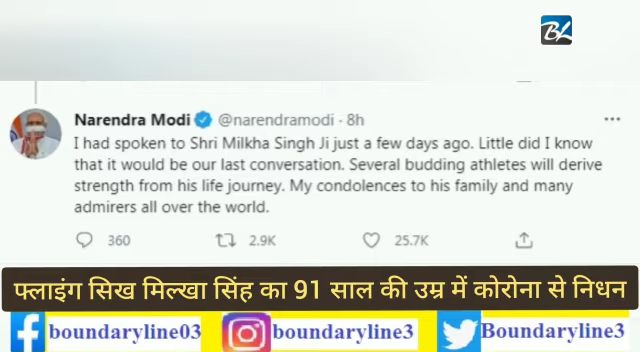 BL
Narendra Modi @narendramodi · 8h
I had spoken to Shri Milkha Singh Ji just a few days ago. Little did I know
that it would be our last conversation. Several budding athletes will derive
strength from his life journey. My condolences to his family and many
admirers all over the world.
360 2.9K 25.7K
फ्लाइंग सिख मिल्खा सिंह का 91 साल की उम्र में कोरोना से निधन
boundaryline03 boundaryline3 Boundaryline3